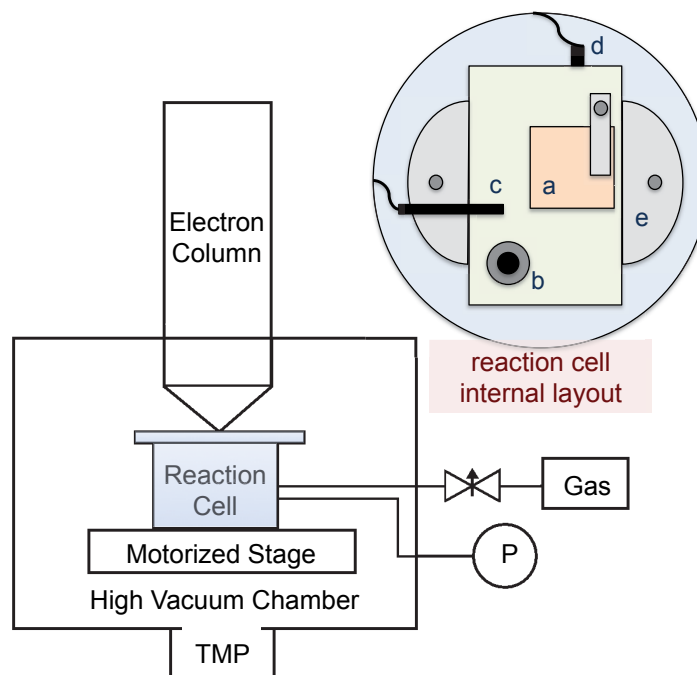 d
c
a
e
b
reaction cell
internal layout
Electron
Column
Reaction
Cell
Gas
P
Motorized Stage
High Vacuum Chamber
TMP